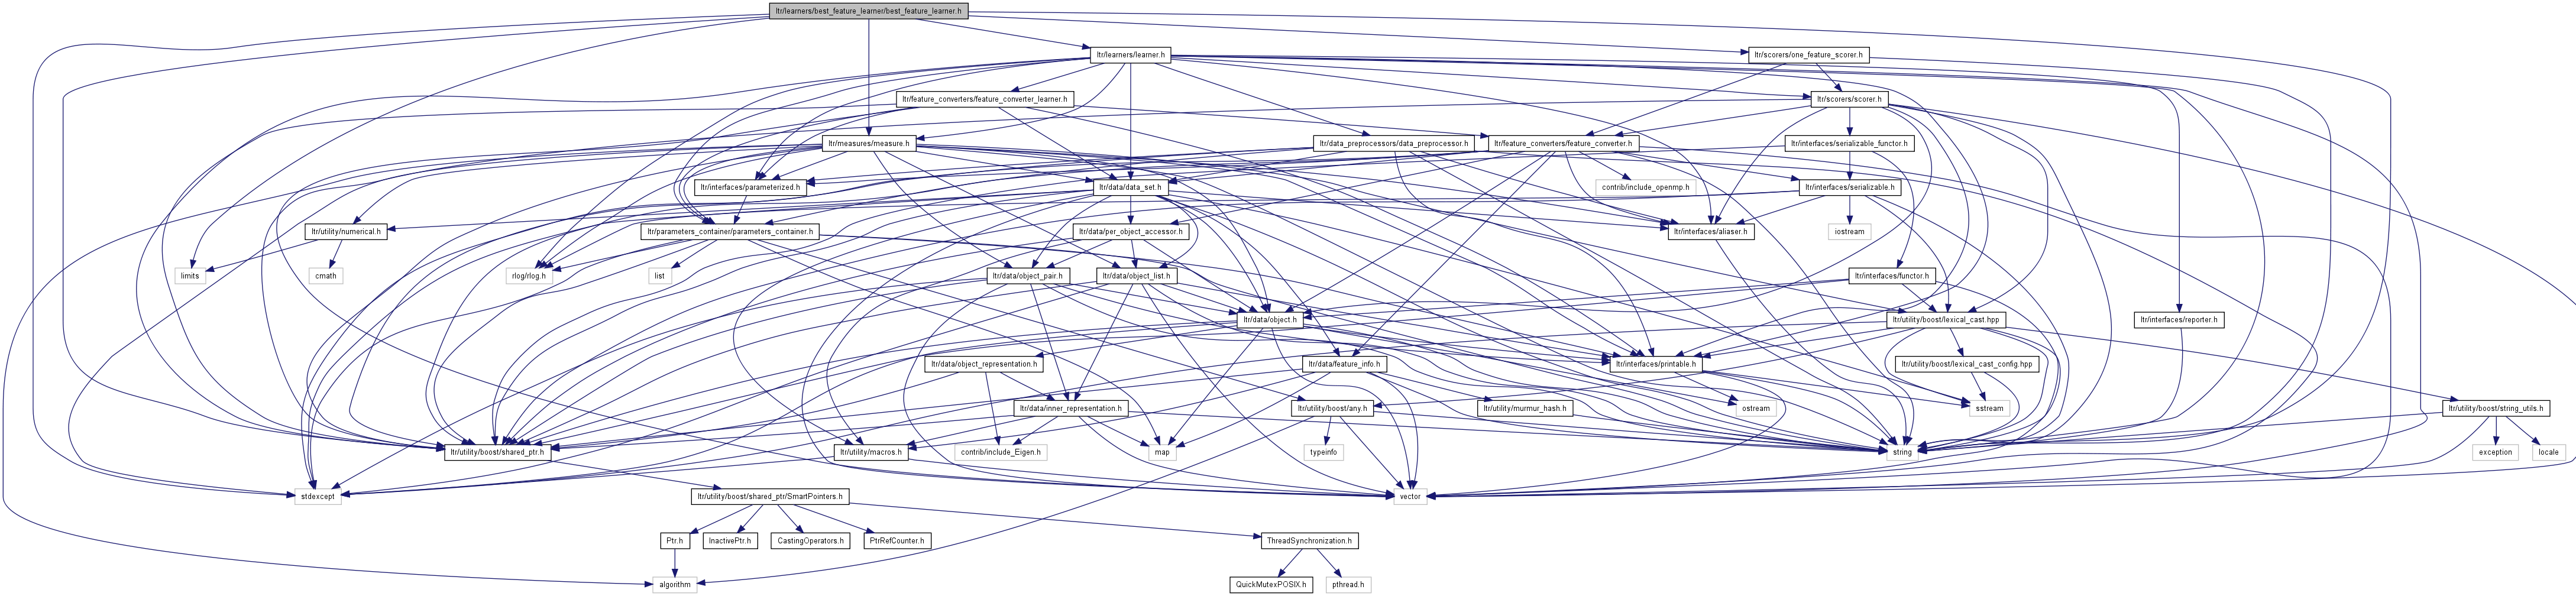 ltr/learners/best_feature_learner/best_feature_learner.h
ltr/learners/learner.h
ltr/scorers/one_feature_scorer.h
ltr/feature_converters/feature_converter_learner.h
ltr/scorers/scorer.h
ltr/measures/measure.h
ltr/data_preprocessors/data_preprocessor.h
ltr/feature_converters/feature_converter.h
ltr/interfaces/serializable_functor.h
ltr/interfaces/parameterized.h
ltr/data/data_set.h
contrib/include_openmp.h
ltr/interfaces/serializable.h
ltr/utility/numerical.h
ltr/parameters_container/parameters_container.h
ltr/data/per_object_accessor.h
ltr/interfaces/aliaser.h
iostream
limits
cmath
rlog/rlog.h
list
ltr/data/object_pair.h
ltr/data/object_list.h
ltr/interfaces/functor.h
ltr/data/object.h
ltr/utility/boost/lexical_cast.hpp
ltr/interfaces/reporter.h
ltr/data/object_representation.h
ltr/data/feature_info.h
ltr/interfaces/printable.h
ltr/utility/boost/lexical_cast_config.hpp
ltr/data/inner_representation.h
ltr/utility/boost/any.h
ltr/utility/murmur_hash.h
ostream
sstream
ltr/utility/boost/string_utils.h
ltr/utility/boost/shared_ptr.h
ltr/utility/macros.h
contrib/include_Eigen.h
map
typeinfo
string
exception
locale
stdexcept
ltr/utility/boost/shared_ptr/SmartPointers.h
vector
Ptr.h
InactivePtr.h
CastingOperators.h
PtrRefCounter.h
ThreadSynchronization.h
algorithm
QuickMutexPOSIX.h
pthread.h